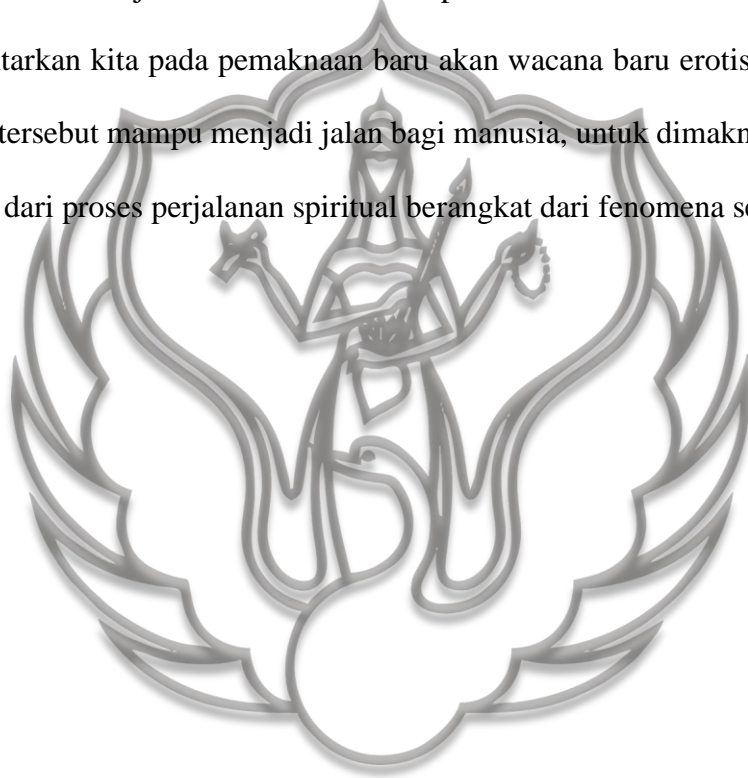 tarkan kita pada pemaknaan baru akan wacana baru erotis
tersebut mampu menjadi jalan bagi manusia, untuk dimakn
dari proses perjalanan spiritual berangkat dari fenomena se